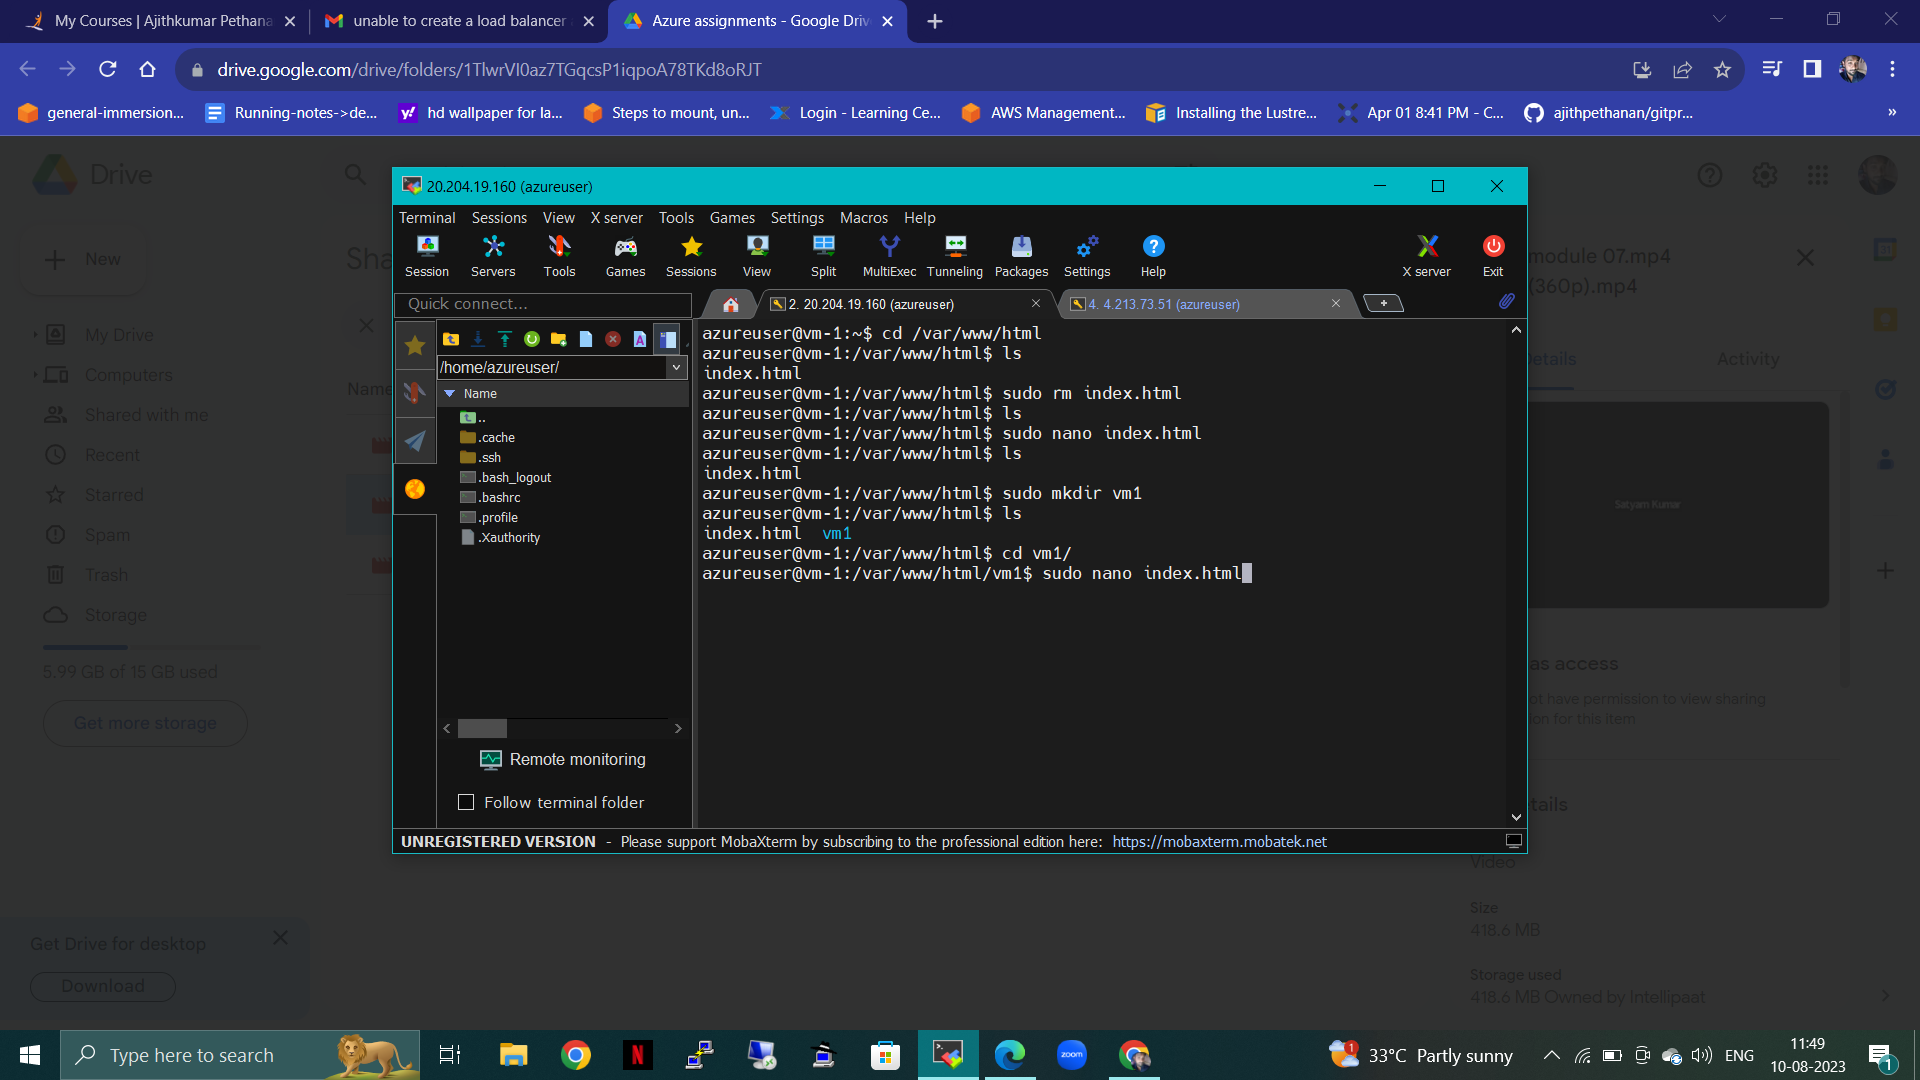 My Courses | Ajithkumar Pethana
unable to create a load balancer
Azure assignments - Google Driv
drive.google.com/drive/folders/1TlwrVI0az7TGqcsP1iqpoA78TKd8oRJT
general-immersion...
Running-notes->de...
hd wallpaper for la...
Steps to mount, un...
Login - Learning Ce...
AWS Management...
Installing the Lustre...
Apr 01 8:41 PM - C...
ajithpethanan/gitpr...
»
Drive
New
My Drive
Computers
Shared with me
Recent
Starred
Spam
Trash
Storage
5.99 GB of 15 GB used
Get more storage
Get Drive for desktop
Download
Sha
Name
20.204.19.160 (azureuser)
Terminal Sessions View X server Tools Games Settings Macros Help
Session Servers Tools Games Sessions View Split MultiExec Tunneling Packages Settings Help X server Exit
Quick connect...
2. 20.204.19.160 (azureuser)
4. 4.213.73.51 (azureuser)
/home/azureuser/
Name
..
.cache
.ssh
.bash_logout
.bashrc
.profile
.Xauthority
Remote monitoring
Follow terminal folder
azureuser@vm-1:~$ cd /var/www/html
azureuser@vm-1:/var/www/html$ ls
index.html
azureuser@vm-1:/var/www/html$ sudo rm index.html
azureuser@vm-1:/var/www/html$ ls
azureuser@vm-1:/var/www/html$ sudo nano index.html
azureuser@vm-1:/var/www/html$ ls
index.html
azureuser@vm-1:/var/www/html$ sudo mkdir vm1
azureuser@vm-1:/var/www/html$ ls
index.html vm1
azureuser@vm-1:/var/www/html$ cd vm1/
azureuser@vm-1:/var/www/html/vm1$ sudo nano index.html
UNREGISTERED VERSION - Please support MobaXterm by subscribing to the professional edition here: https://mobaxterm.mobatek.net
module 07.mp4
(360p).mp4
etails
Activity
Satyam Kumar
as access
ot have permission to view sharing
ion for this item
etails
Video
Size
418.6 MB
Storage used
418.6 MB Owned by Intellipaat
Type here to search
N
zoom
1
33°C Partly sunny
ENG
11:49
10-08-2023
1